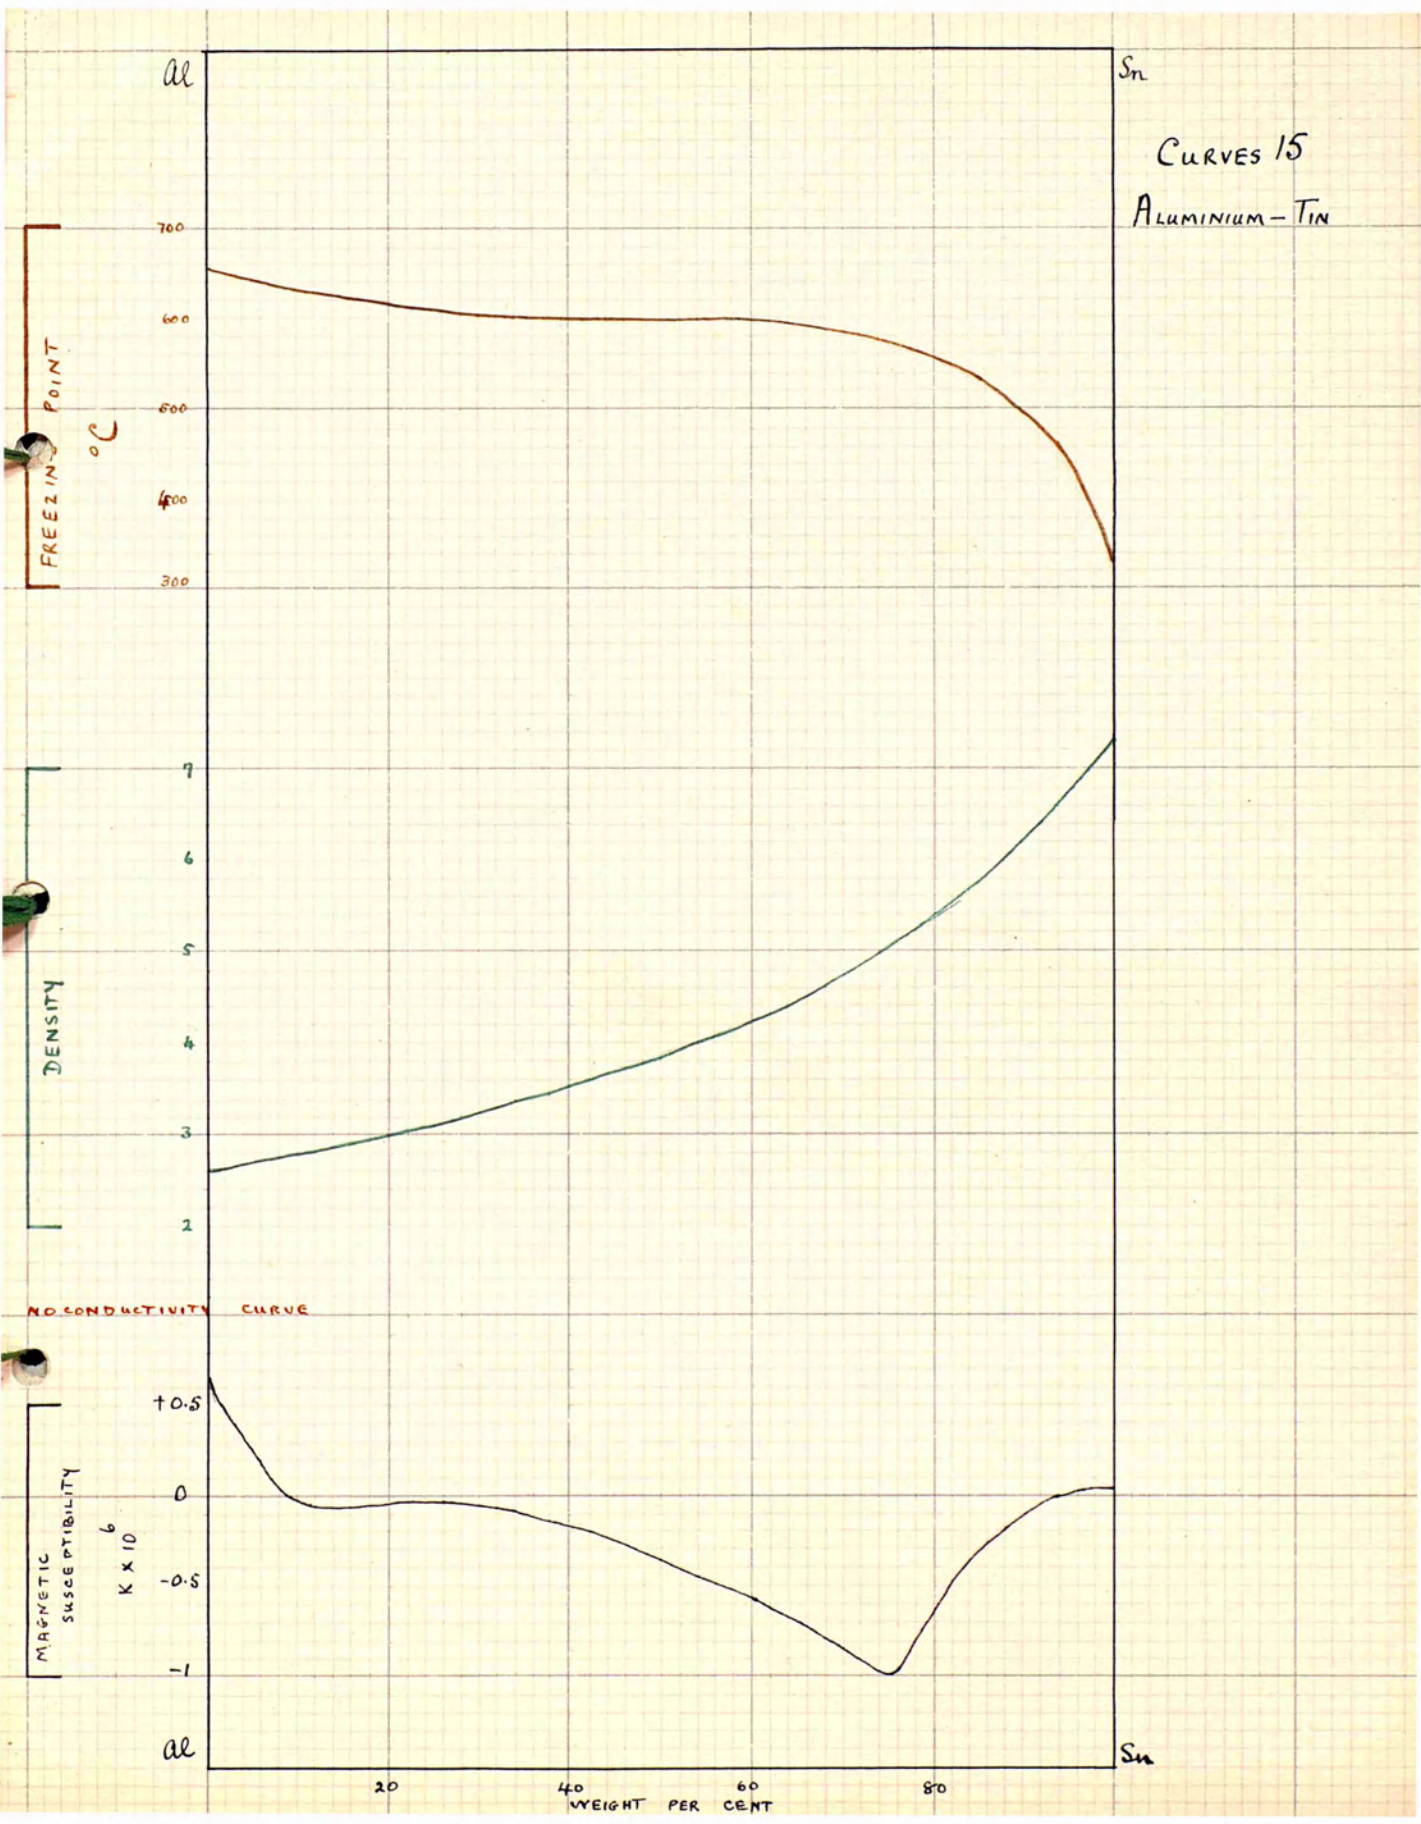 Al
Sn
CURVES 15
ALUMINIUM – TIN
700
600
500
400
300
FREEZING POINT
°C
7
6
5
4
3
2
DENSITY
NO CONDUCTIVITY CURVE
+0.5
0
-0.5
-1
MAGNETIC
SUSCEPTIBILITY
K x 10^6
Al
Sn
20
40
60
80
WEIGHT PER CENT